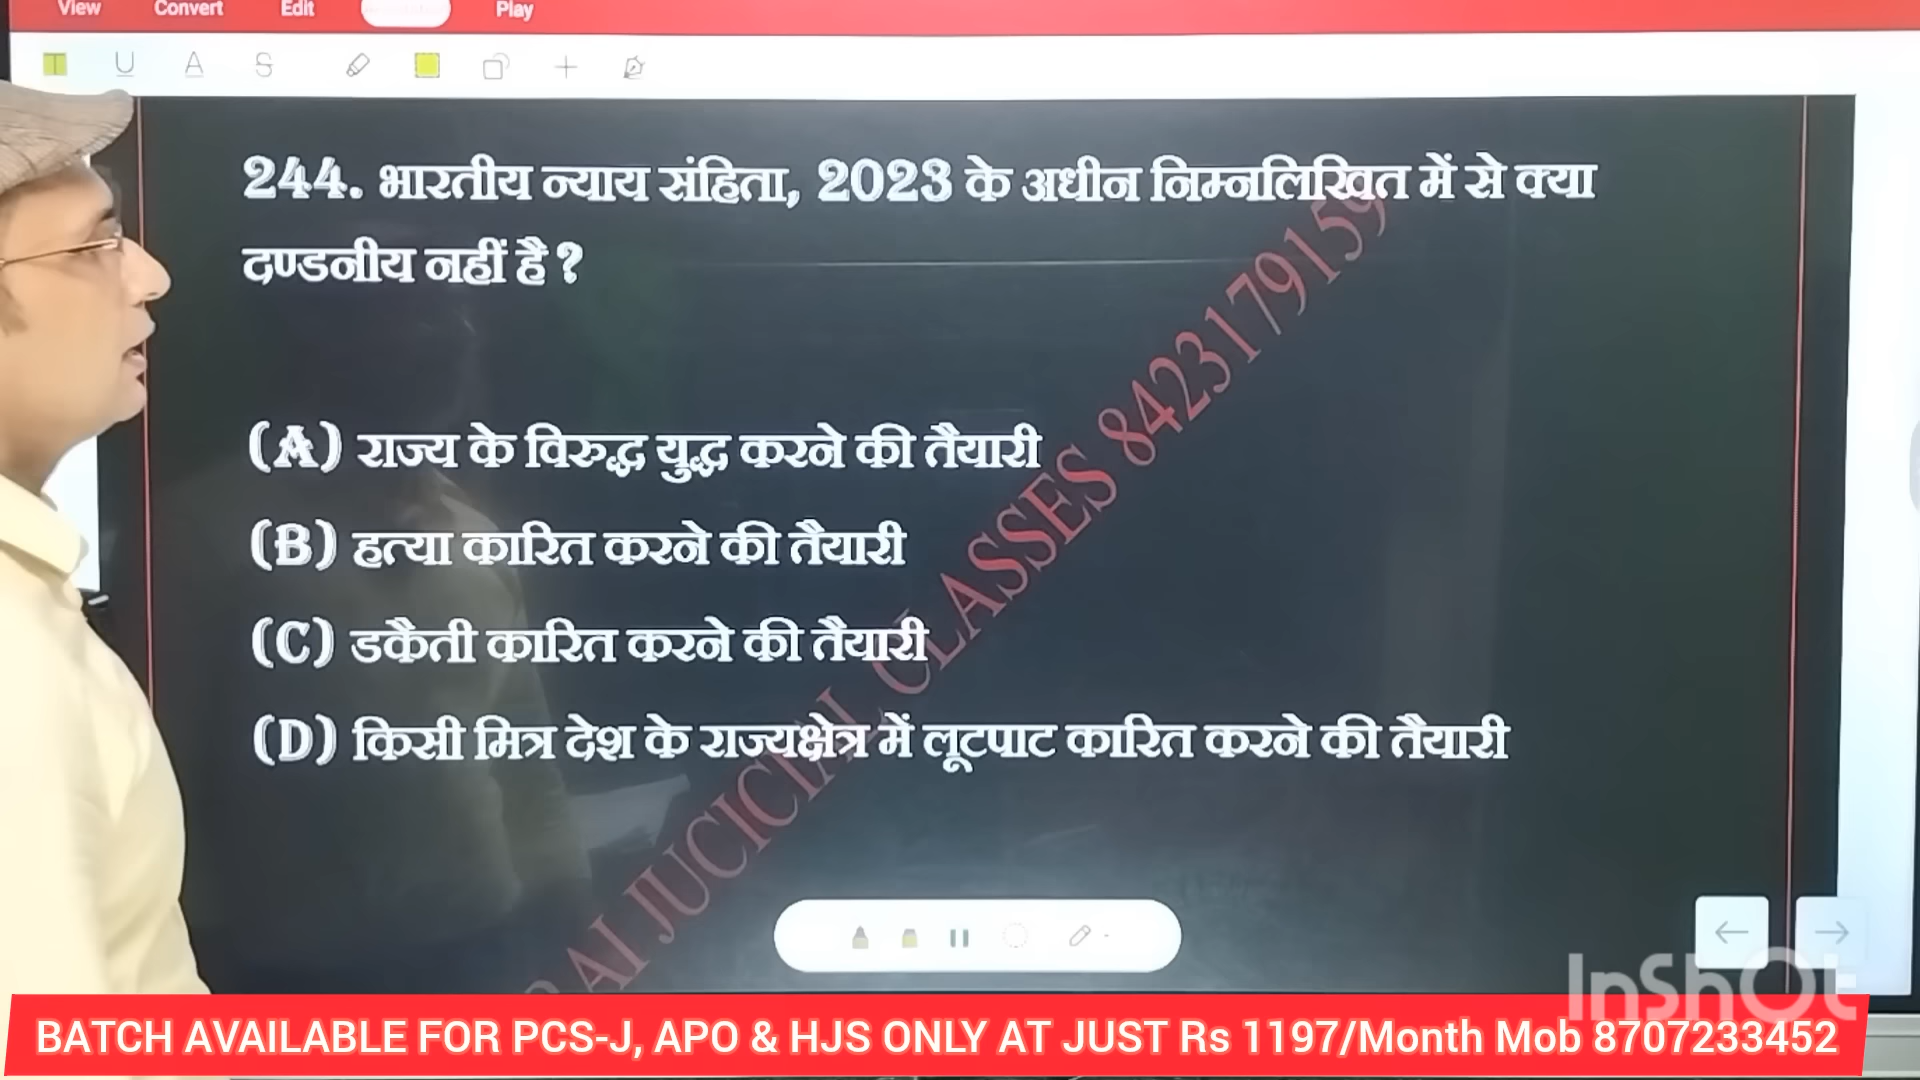 View Convert Edit Play
T U A S
244. भारतीय न्याय संहिता, 2023 के अधीन निम्नलिखित में से क्या
दण्डनीय नहीं है ?
(A) राज्य के विरुद्ध युद्ध करने की तैयारी
(B) हत्या कारित करने की तैयारी
(C) डकैती कारित करने की तैयारी
(D) किसी मित्र देश के राज्यक्षेत्र में लूटपाट कारित करने की तैयारी
RAI JUCICIAL CLASSES 8423179159
InShOt
BATCH AVAILABLE FOR PCS-J, APO & HJS ONLY AT JUST Rs 1197/Month Mob 8707233452